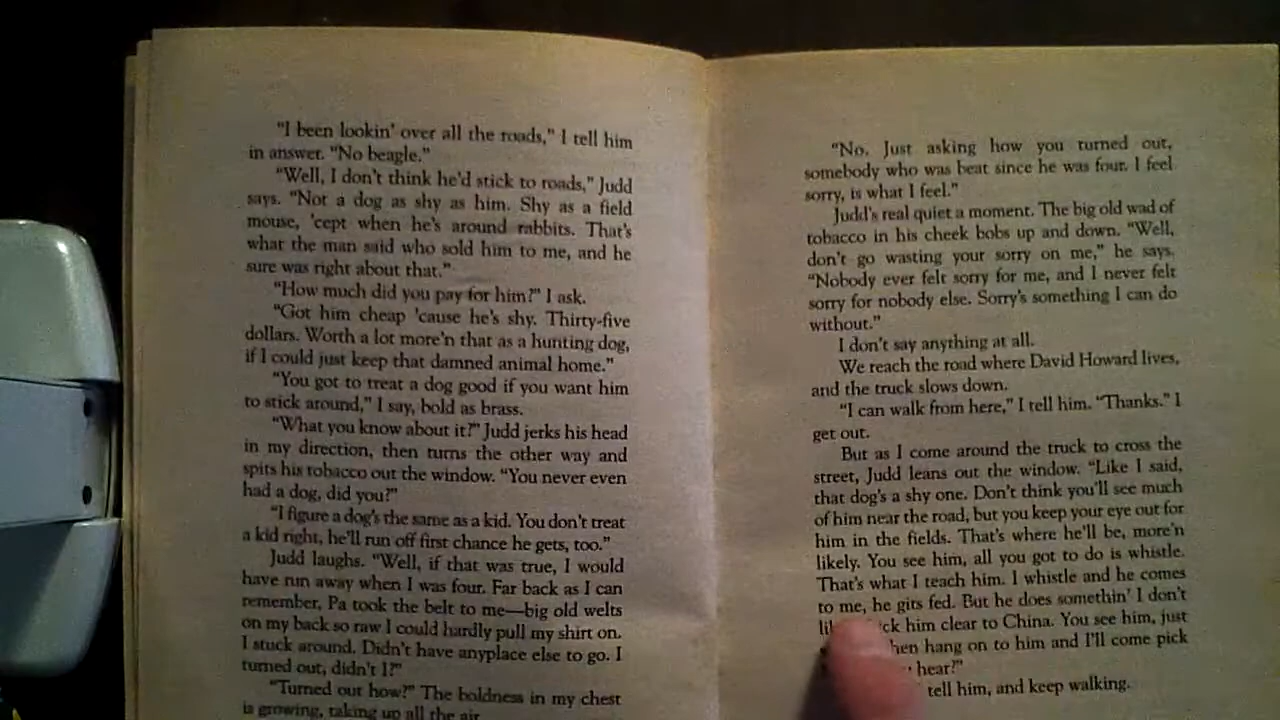 "I been lookin' over all the roads," I tell him
in answer. "No beagle."
"Well, I don't think he'd stick to roads," Judd
says. "Not a dog as shy as him. Shy as a field
mouse, 'cept when he's around rabbits. That's
what the man said who sold him to me, and he
sure was right about that."
"How much did you pay for him?" I ask.
"Got him cheap 'cause he's shy. Thirty-five
dollars. Worth a lot more'n that as a hunting dog,
if I could just keep that damned animal home."
"You got to treat a dog good if you want him
to stick around," I say, bold as brass.
"What you know about it?" Judd jerks his head
in my direction, then turns the other way and
spits his tobacco out the window. "You never even
had a dog, did you?"
"I figure a dog's the same as a kid. You don't treat
a kid right, he'll run off first chance he gets, too."
Judd laughs. "Well, if that was true, I would
have run away when I was four. Far back as I can
remember, Pa took the belt to me—big old welts
on my back so raw I could hardly pull my shirt on.
I stuck around. Didn't have anyplace else to go. I
turned out, didn't I?"
"Turned out how?" The boldness in my chest
is growing, taking up all the air
"No. Just asking how you turned out,
somebody who was beat since he was four. I feel
sorry, is what I feel."
Judd's real quiet a moment. The big old wad of
tobacco in his cheek bobs up and down. "Well,
don't go wasting your sorry on me," he says.
"Nobody ever felt sorry for me, and I never felt
sorry for nobody else. Sorry's something I can do
without."
I don't say anything at all.
We reach the road where David Howard lives,
and the truck slows down.
"I can walk from here," I tell him. "Thanks." I
get out.
But as I come around the truck to cross the
street, Judd leans out the window. "Like I said,
that dog's a shy one. Don't think you'll see much
of him near the road, but you keep your eye out for
him in the fields. That's where he'll be, more'n
likely. You see him, all you got to do is whistle.
That's what I teach him. I whistle and he comes
to me, he gits fed. But he does somethin' I don't
him clear to China. You see him, just
hang on to him and I'll come pick
hear?"
tell him, and keep walking.